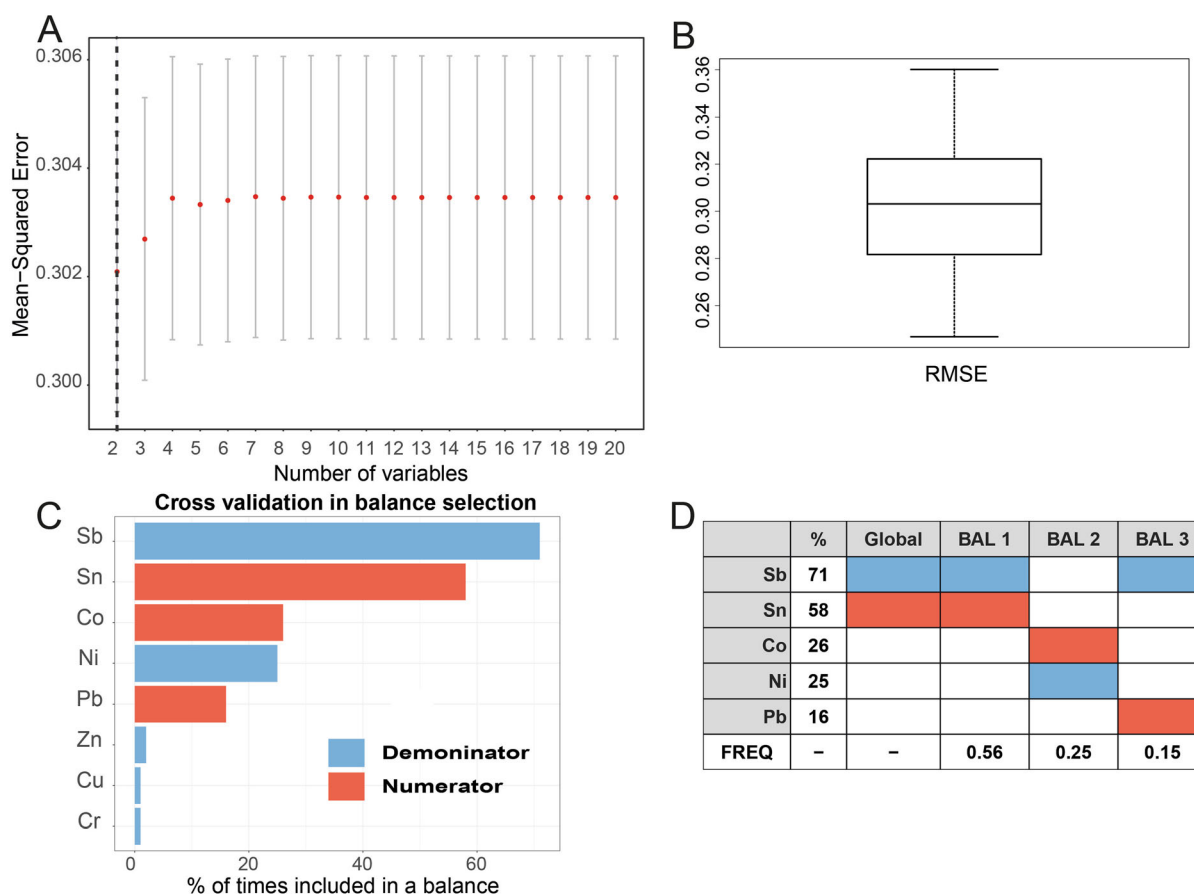 A
0.306
0.304
0.302
0.300
Mean-Squared Error
2 3 4 5 6 7 8 9 10 11 12 13 14 15 16 17 18 19 20
Number of variables
B
0.36
0.32
0.30
0.28
0.26
RMSE
C
Cross validation in balance selection
Sb
Sn
Co
Ni
Pb
Zn
Cu
Cr
Demoninator
Numerator
0 20 40 60
% of times included in a balance
D
% Global BAL 1 BAL 2 BAL 3
Sb 71
Sn 58
Co 26
Ni 25
Pb 16
FREQ – – 0.56 0.25 0.15